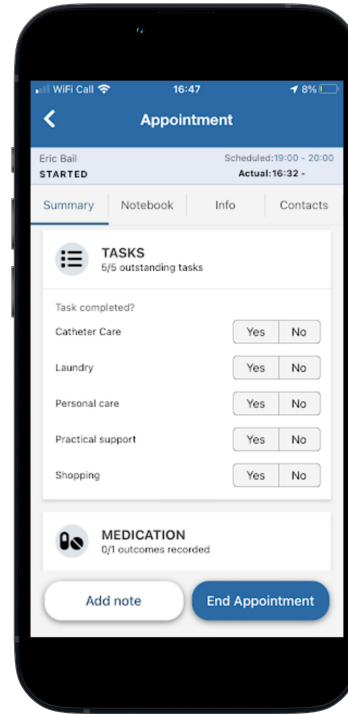 WiFi Call 16:47 8%
Appointment
Eric Bail Scheduled:19:00 - 20:00
STARTED Actual:16:32 -
Summary Notebook Info Contacts
TASKS
5/5 outstanding tasks
Task completed?
Catheter Care Yes No
Laundry Yes No
Personal care Yes No
Practical support Yes No
Shopping Yes No
MEDICATION
0/1 outcomes recorded
Add note End Appointment